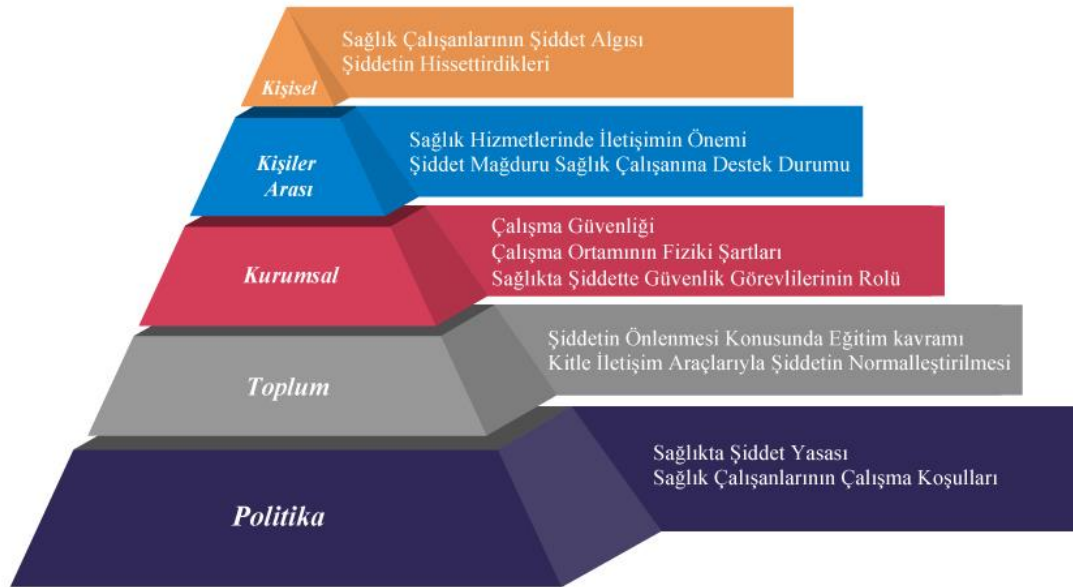 Sağlık Çalışanlarının Şiddet Algısı
Şiddetin Hissettirdikleri
Kişisel
Sağlık Hizmetlerinde İletişimin Önemi
Şiddet Mağduru Sağlık Çalışanına Destek Durumu
Kişiler
Arası
Çalışma Güvenliği
Çalışma Ortamının Fiziki Şartları
Sağlıkta Şiddette Güvenlik Görevlilerinin Rolü
Kurumsal
Şiddetin Önlenmesi Konusunda Eğitim kavramı
Kitle İletişim Araçlarıyla Şiddetin Normalleştirilmesi
Toplum
Sağlıkta Şiddet Yasası
Sağlık Çalışanlarının Çalışma Koşulları
Politika